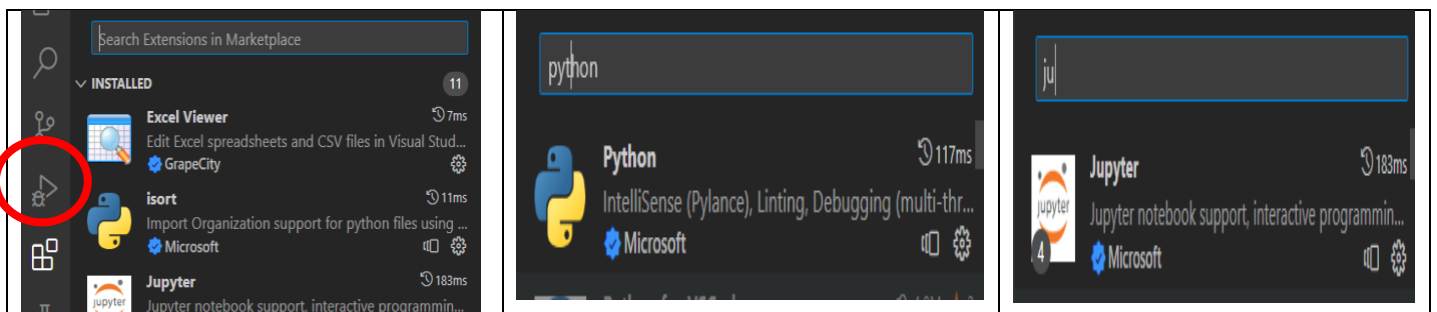 Search Extensions in Marketplace
INSTALLED 11
Excel Viewer 7ms
Edit Excel spreadsheets and CSV files in Visual Stud...
GrapeCity
isort 11ms
Import Organization support for python files using ...
Microsoft
Jupyter 183ms
jupyter
Jupyter notebook support, interactive programmin...
python
Python 117ms
IntelliSense (Pylance), Linting, Debugging (multi-thr...
Microsoft
ju
Jupyter 183ms
jupyter
Jupyter notebook support, interactive programmin...
4
Microsoft